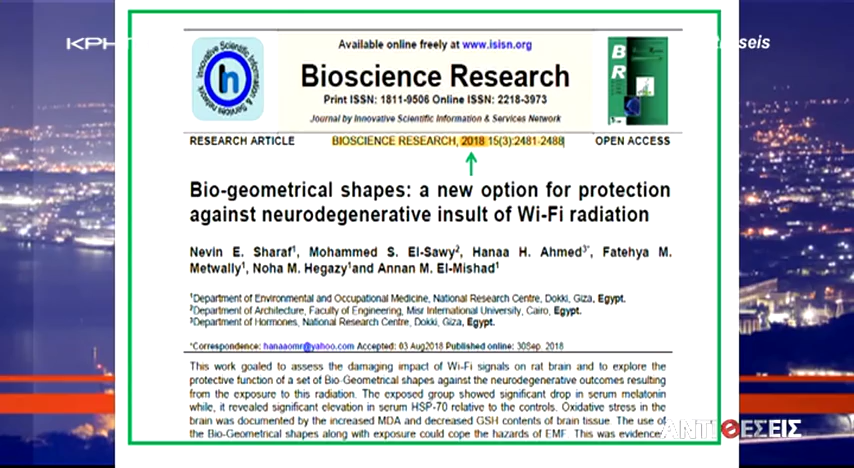 Available online freely at www.isisn.org
Bioscience Research
Print ISSN: 1811-9506 Online ISSN: 2218-3973
Journal by Innovative Scientific Information & Services Network
RESEARCH ARTICLE BIOSCIENCE RESEARCH, 2018 15(3):2481-2488 OPEN ACCESS
Bio-geometrical shapes: a new option for protection
against neurodegenerative insult of Wi-Fi radiation
Nevin E. Sharaf1, Mohammed S. El-Sawy2, Hanaa H. Ahmed3*, Fatehya M.
Metwally1, Noha M. Hegazy1and Annan M. El-Mishad1
1Department of Environmental and Occupational Medicine, National Research Centre, Dokki, Giza, Egypt.
2Department of Architecture, Faculty of Engineering, Misr International University, Cairo, Egypt.
3Department of Hormones, National Research Centre, Dokki, Giza, Egypt.
*Correspondence: hanaaomr@yahoo.com Accepted: 03 Aug2018 Published online: 30Sep. 2018
This work goaled to assess the damaging impact of Wi-Fi signals on rat brain and to explore the
protective function of a set of Bio-Geometrical shapes against the neurodegenerative outcomes resulting
from the exposure to this radiation. The exposed group showed significant drop in serum melatonin
while, it revealed significant elevation in serum HSP-70 relative to the controls. Oxidative stress in the
brain was documented by the increased MDA and decreased GSH contents of brain tissue. The use of
the Bio-Geometrical shapes along with exposure could cope the hazards of EMF. This was evidence
ΑΝΤΙΘΕΣΕΙΣ